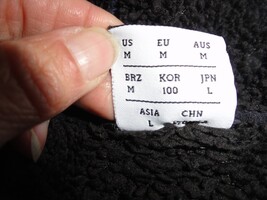 US EU AUS
M M M
BRZ KOR JPN
M 100 L
ASIA CHN
L